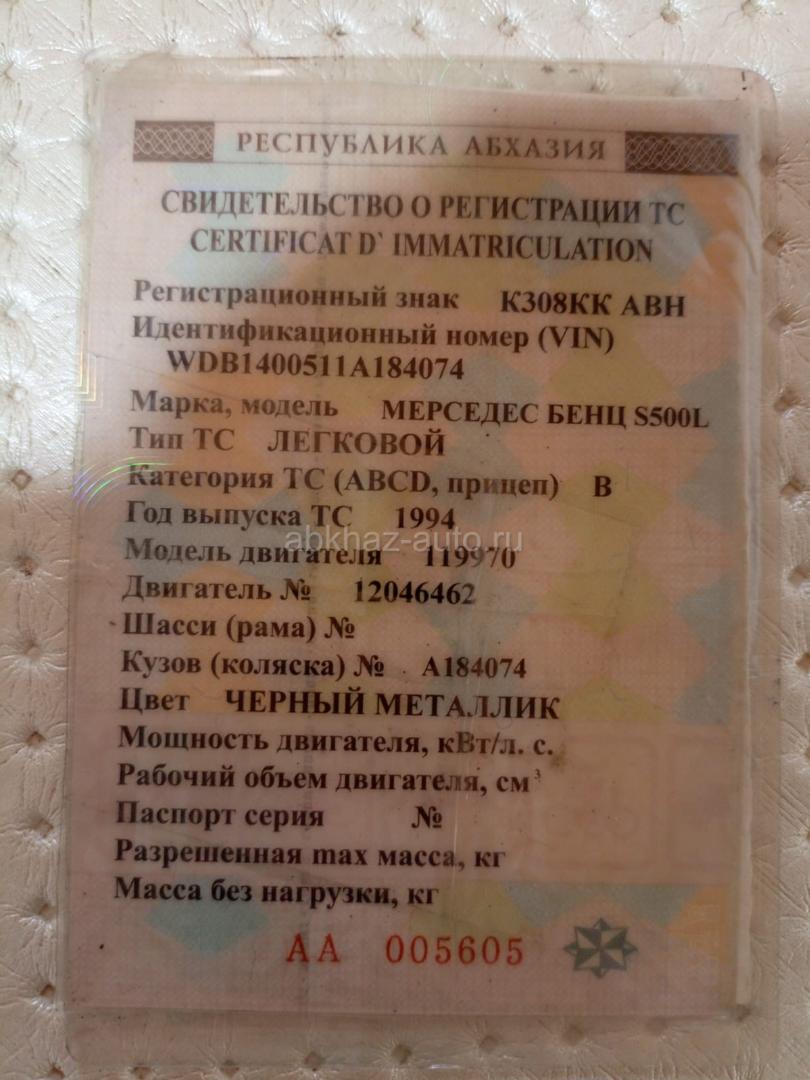 РЕСПУБЛИКА АБХАЗИЯ
СВИДЕТЕЛЬСТВО О РЕГИСТРАЦИИ ТС
CERTIFICAT D` IMMATRICULATION
Регистрационный знак К308КК АВН
Идентификационный номер (VIN)
WDB1400511A184074
Марка, модель МЕРСЕДЕС БЕНЦ S500L
Тип ТС ЛЕГКОВОЙ
Категория ТС (ABCD, прицеп) В
Год выпуска ТС 1994
abkhaz-auto.ru
Модель двигателя 119970
Двигатель № 12046462
Шасси (рама) №
Кузов (коляска) № А184074
Цвет ЧЕРНЫЙ МЕТАЛЛИК
Мощность двигателя, кВт/л. с.
Рабочий объем двигателя, см³
Паспорт серия №
Разрешенная max масса, кг
Масса без нагрузки, кг
АА 005605